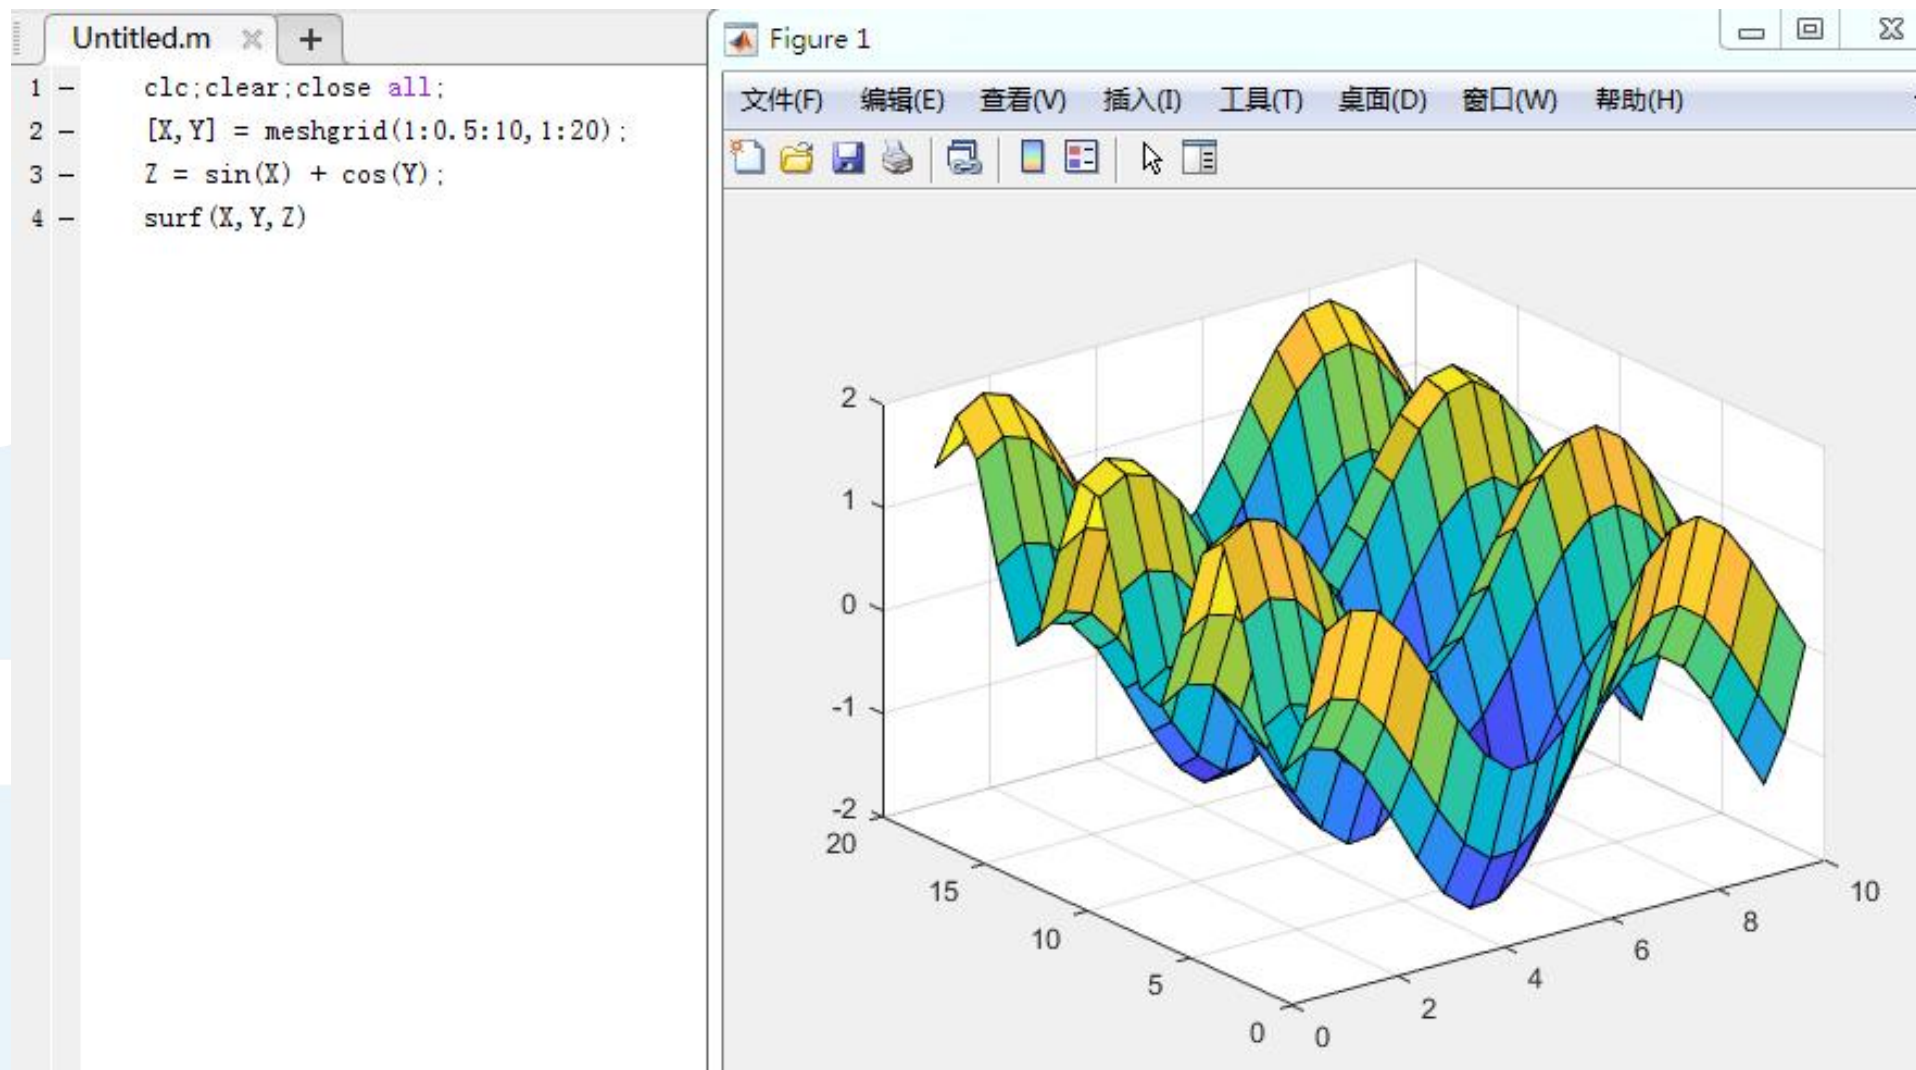 Untitled.m
1 - clc;clear;close all;
2 - [X,Y] = meshgrid(1:0.5:10,1:20);
3 - Z = sin(X) + cos(Y);
4 - surf(X,Y,Z)
Figure 1
文件(F) 编辑(E) 查看(V) 插入(I) 工具(T) 桌面(D) 窗口(W) 帮助(H)
2
1
0
-1
-2
20
15
10
5
0
0
2
4
6
8
10